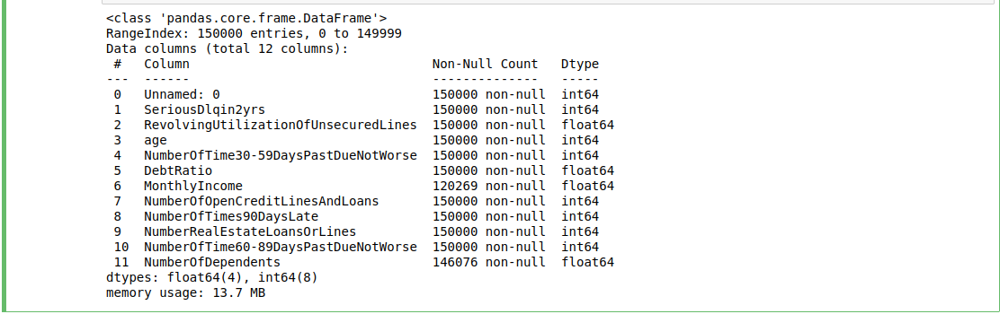 <class 'pandas.core.frame.DataFrame'>
RangeIndex: 150000 entries, 0 to 149999
Data columns (total 12 columns):
 #   Column                                Non-Null Count   Dtype
---  ------                                --------------   -----
 0   Unnamed: 0                            150000 non-null  int64
 1   SeriousDlqin2yrs                      150000 non-null  int64
 2   RevolvingUtilizationOfUnsecuredLines  150000 non-null  float64
 3   age                                   150000 non-null  int64
 4   NumberOfTime30-59DaysPastDueNotWorse  150000 non-null  int64
 5   DebtRatio                             150000 non-null  float64
 6   MonthlyIncome                         120269 non-null  float64
 7   NumberOfOpenCreditLinesAndLoans       150000 non-null  int64
 8   NumberOfTimes90DaysLate               150000 non-null  int64
 9   NumberRealEstateLoansOrLines          150000 non-null  int64
 10  NumberOfTime60-89DaysPastDueNotWorse  150000 non-null  int64
 11  NumberOfDependents                    146076 non-null  float64
dtypes: float64(4), int64(8)
memory usage: 13.7 MB